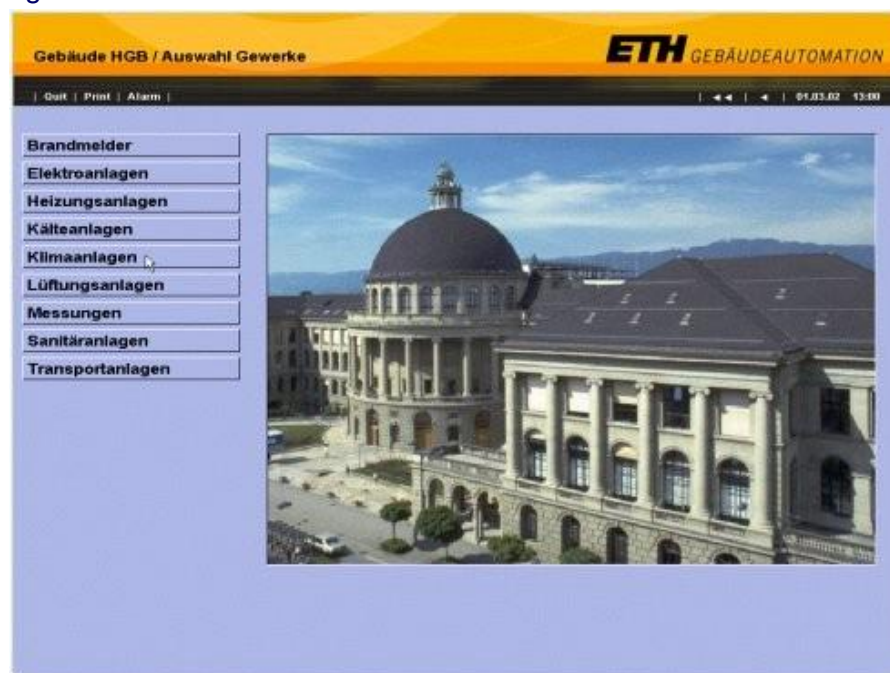 Gebäude HGB / Auswahl Gewerke
ETH GEBÄUDEAUTOMATION
| Quit | Print | Alarm |
| ◄◄ | ◄ | 01.03.02 13:00
Brandmelder
Elektroanlagen
Heizungsanlagen
Kälteanlagen
Klimaanlagen
Lüftungsanlagen
Messungen
Sanitäranlagen
Transportanlagen